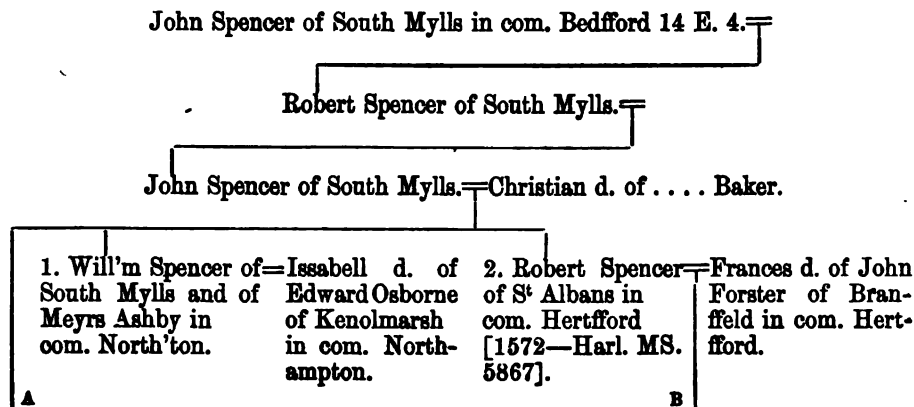 John Spencer of South Mylls in com. Bedfford 14 E. 4.=
Robert Spencer of South Mylls.=
John Spencer of South Mylls.=Christian d. of . . . . Baker.
1. Will'm Spencer of=
South Mylls and of
Meyrs Ashby in
com. North'ton.
Issabell d. of
Edward Osborne
of Kenolmarsh
in com. North-
ampton.
2. Robert Spencer=
of Sᵗ Albans in
com. Hertfford
[1572—Harl. MS.
5867].
Frances d. of John
Forster of Bran-
ffeld in com. Hert-
fford.
A
B